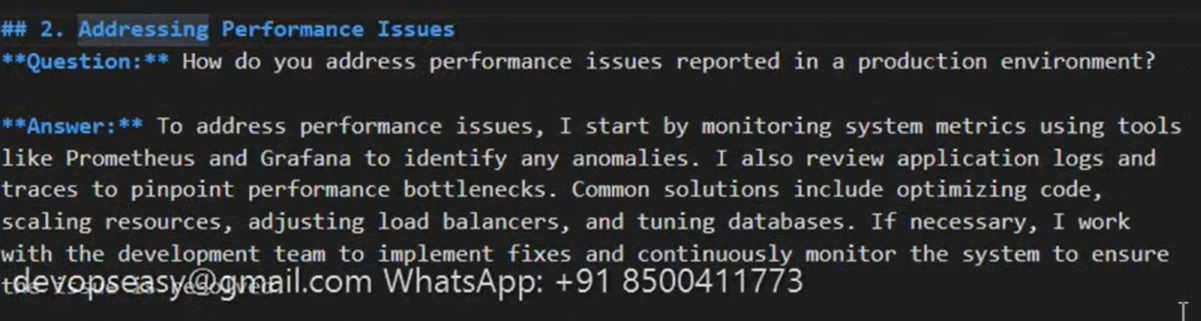 ## 2. Addressing Performance Issues
**Question:** How do you address performance issues reported in a production environment?
**Answer:** To address performance issues, I start by monitoring system metrics using tools
like Prometheus and Grafana to identify any anomalies. I also review application logs and
traces to pinpoint performance bottlenecks. Common solutions include optimizing code,
scaling resources, adjusting load balancers, and tuning databases. If necessary, I work
with the development team to implement fixes and continuously monitor the system to ensure
devopseasy@gmail.com WhatsApp: +91 8500411773